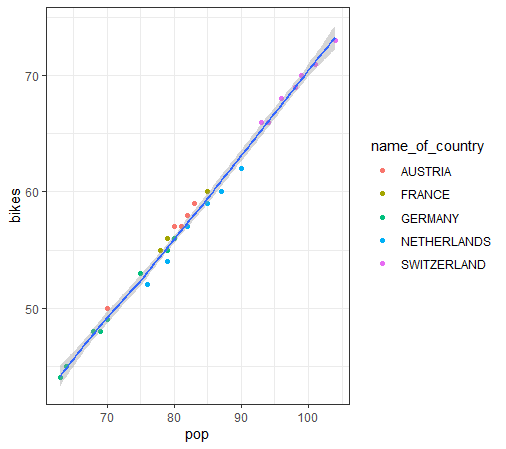 70
60
50
bikes
70
80
90
100
pop
name_of_country
AUSTRIA
FRANCE
GERMANY
NETHERLANDS
SWITZERLAND